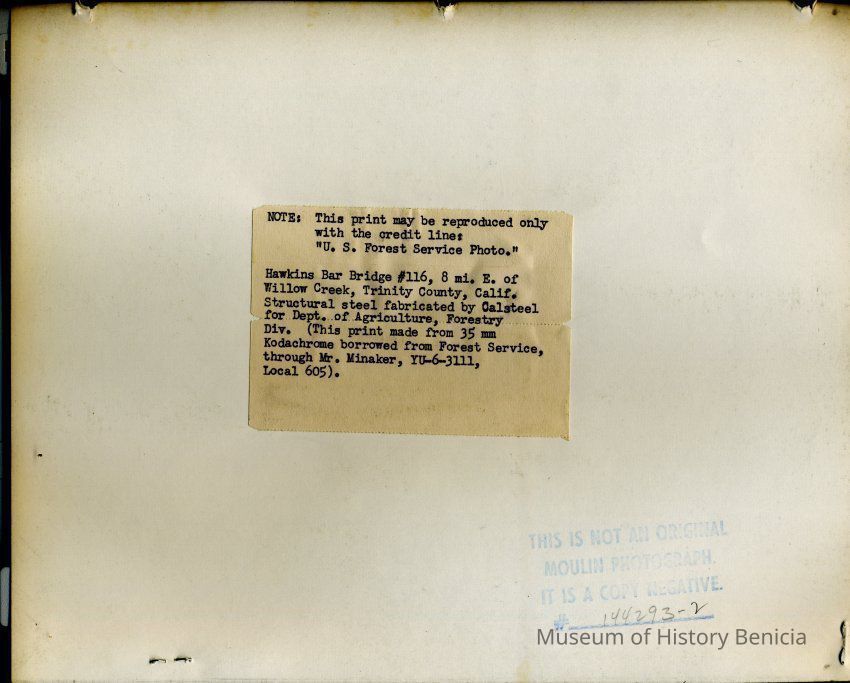 NOTE: This print may be reproduced only
with the credit line:
"U. S. Forest Service Photo."
Hawkins Bar Bridge #116, 8 mi. E. of
Willow Creek, Trinity County, Calif.
Structural steel fabricated by Calsteel
for Dept. of Agriculture, Forestry
Div. (This print made from 35 mm
Kodachrome borrowed from Forest Service,
through Mr. Minaker, YU-6-3111,
Local 605).
THIS IS NOT AN ORIGINAL
MOULIN PHOTOGRAPH.
IT IS A COPY NEGATIVE.
# 144293-2
Museum of History Benicia